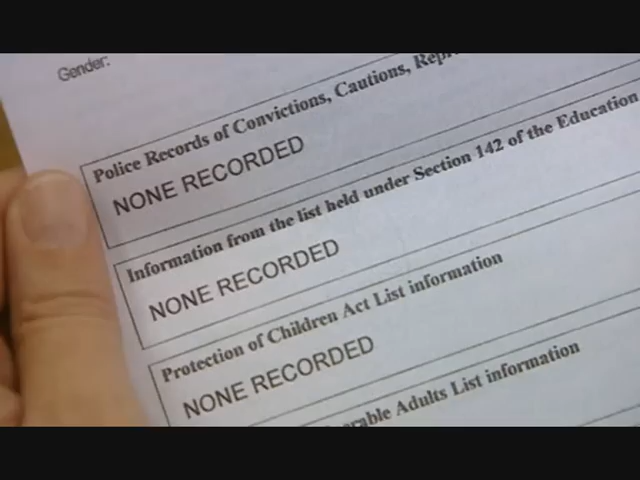 Gender:
Police Records of Convictions, Cautions,
NONE RECORDED
Information from the list held under Section 142 of the Education
NONE RECORDED
Protection of Children Act List information
NONE RECORDED
Adults List information